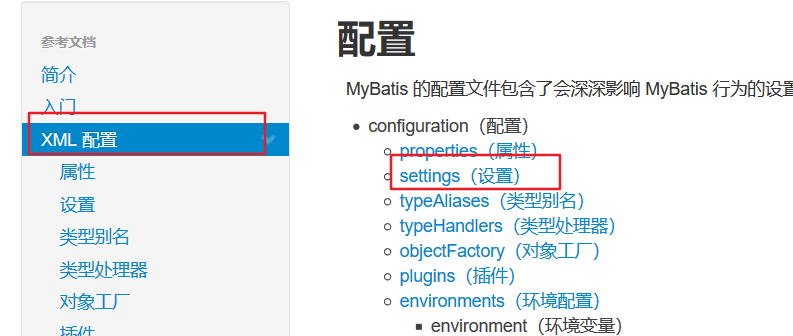 参考文档
简介
入门
XML 配置
属性
设置
类型别名
类型处理器
对象工厂
插件
配置
MyBatis 的配置文件包含了会深深影响 MyBatis 行为的设置
configuration（配置）
properties（属性）
settings（设置）
typeAliases（类型别名）
typeHandlers（类型处理器）
objectFactory（对象工厂）
plugins（插件）
environments（环境配置）
environment（环境变量）